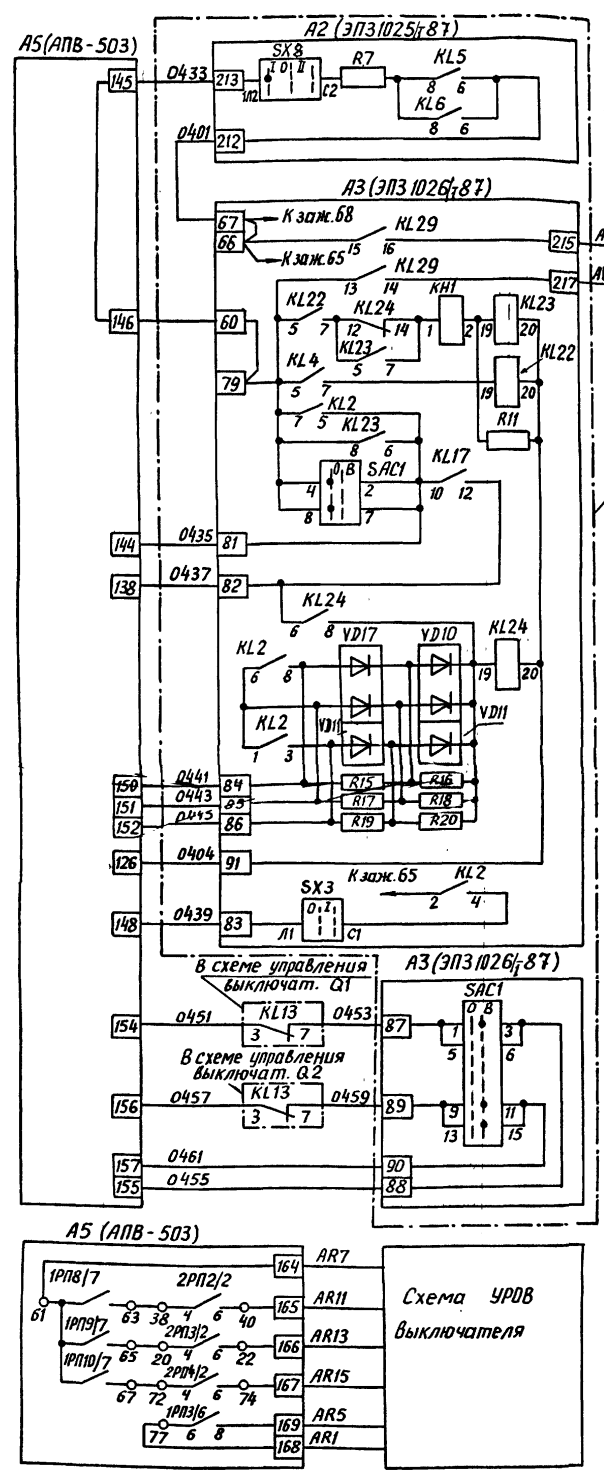 А5(АПВ-503)
А2 (ЭПЗ1025/Т87)
145 0433 213
SX8
I O II
1Л2 С2
R7
KL5
8 6
KL6
8 6
0401 212
А3 (ЭПЗ1026/Т87)
67 К заж. 68
66
К заж. 65
KL29
15 16
215
KL29
13 14
217
146 60
KL22
5 7
KL24
12 14
KL23
5 7
КН1
1 2
KL23
19 20
KL22
79
KL4
5 7
19 20
KL2
7 5
R11
KL23
8 6
O B
SAC1
4 2
8 7
KL17
10 12
144 0435 81
138 0437 82
KL24
6 8
VD17 VD10
KL24
19 20
KL2
6 8
KL2
1 3
VD11
VD11
150 0441 84 R15 R16
151 0443 85 R17 R18
152 0445 86 R19 R20
126 0404 91
К заж.65
KL2
2 4
SX3
O I
148 0439 83 Л1 С1
В схеме управления
выключат. Q1
А3 (ЭПЗ1026/Т-87)
SAC1
O B
KL13
154 0451 3 7 0453 87 1 3
5 6
В схеме управления
выключат. Q2
KL13
156 0457 3 7 0459 89 9 11
13 15
157 0461 90
155 0455 88
А5 (АПВ-503)
164 AR7
61
1РП8/7 2РП2/2
63 38 4 6 40 165 AR11
1РП9/7 2РП3/2
65 20 4 6 22 166 AR13
1РП10/7 2РП4/2
67 72 4 6 74 167 AR15
1РП3/6
77 6 8 169 AR5
168 AR1
Схема УРОВ
выключателя